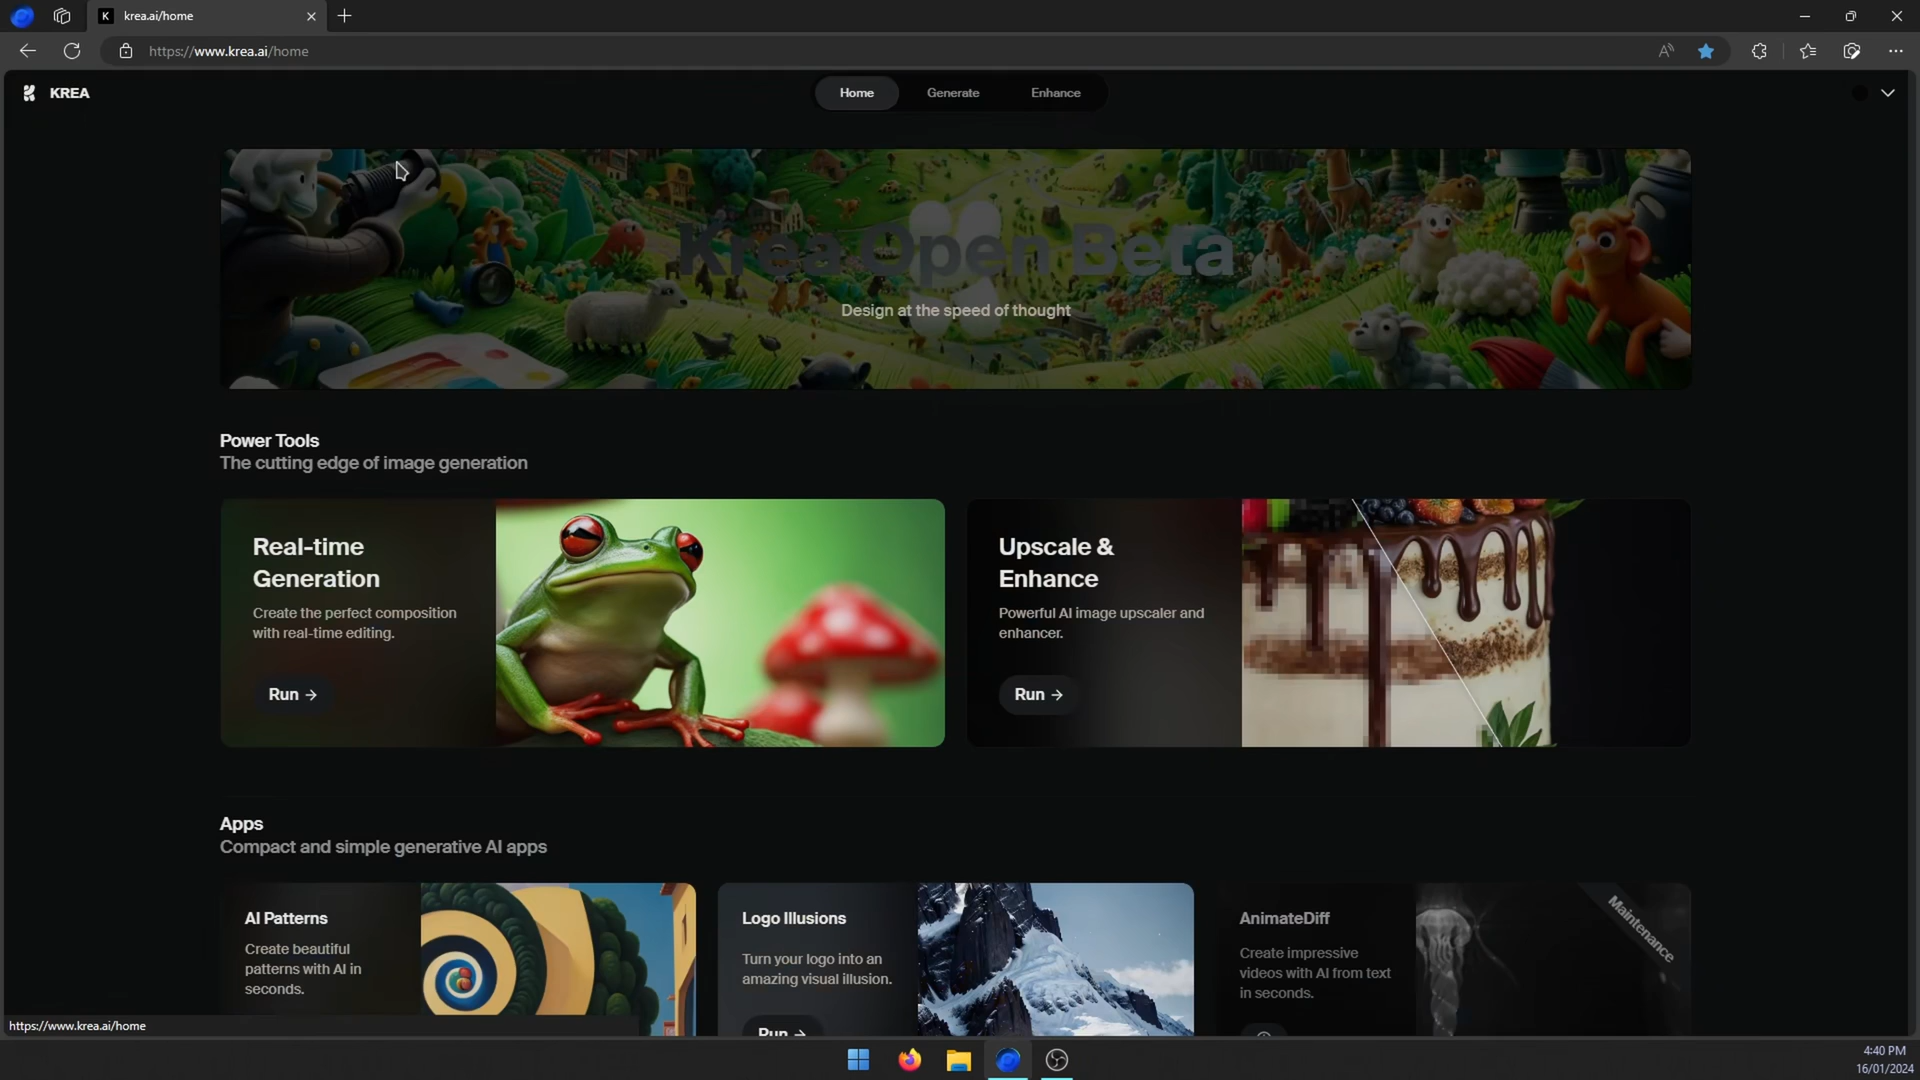 K krea.ai/home
https://www.krea.ai/home
KREA
Home
Generate
Enhance
Krea Open Beta
Design at the speed of thought
Power Tools
The cutting edge of image generation
Real-time
Generation
Create the perfect composition
with real-time editing.
Run →
Upscale &
Enhance
Powerful AI image upscaler and
enhancer.
Run →
Apps
Compact and simple generative AI apps
AI Patterns
Create beautiful
patterns with AI in
seconds.
Logo Illusions
Turn your logo into an
amazing visual illusion.
Run →
AnimateDiff
Create impressive
videos with AI from text
in seconds.
Maintenance
https://www.krea.ai/home
4:40 PM
16/01/2024